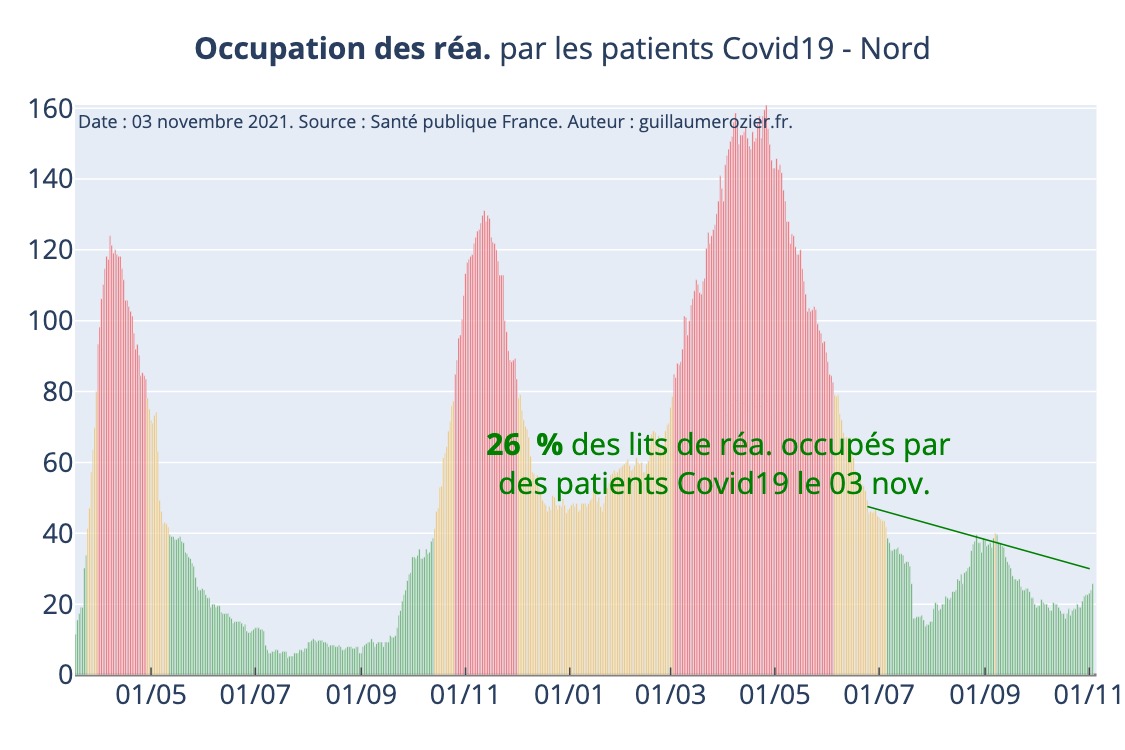 Occupation des réa. par les patients Covid19 - Nord
160
Date : 03 novembre 2021. Source : Santé publique France. Auteur : guillaumerozier.fr.
140
120
100
80
60
40
20
0
26 % des lits de réa. occupés par
des patients Covid19 le 03 nov.
01/05 01/07 01/09 01/11 01/01 01/03 01/05 01/07 01/09 01/11